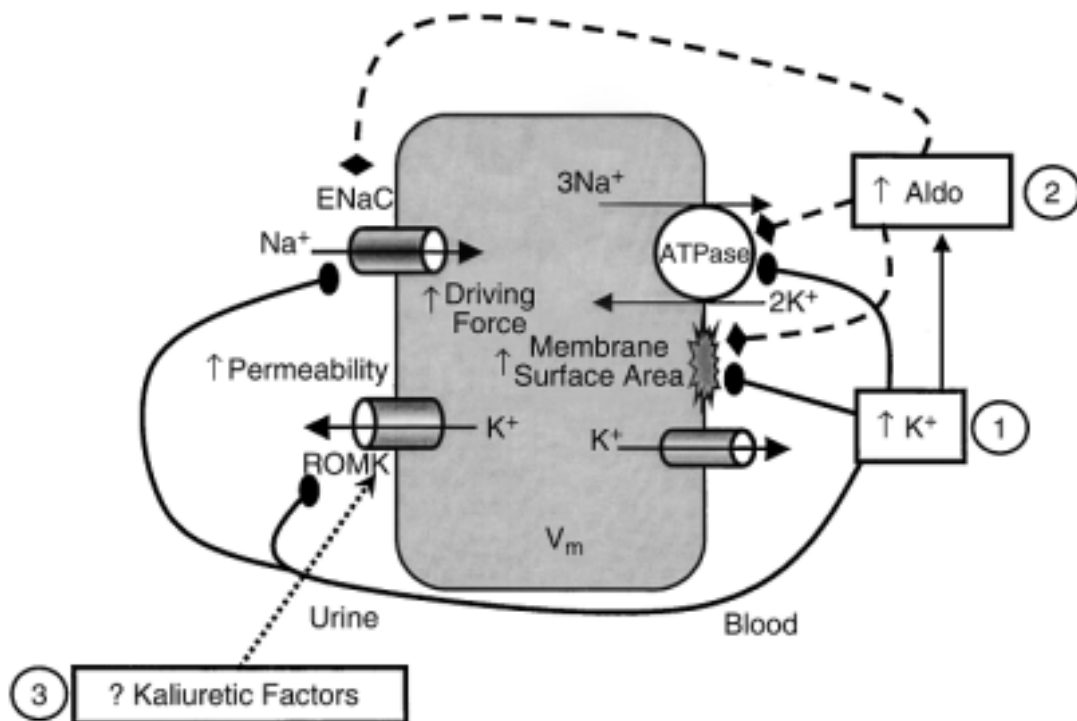 ENaC
3Na⁺
↑ Aldo
2
Na⁺
ATPase
↑ Driving
Force
2K⁺
↑ Permeability
↑ Membrane
Surface Area
K⁺
K⁺
↑ K⁺
1
ROMK
Vm
Urine
Blood
3
? Kaliuretic Factors